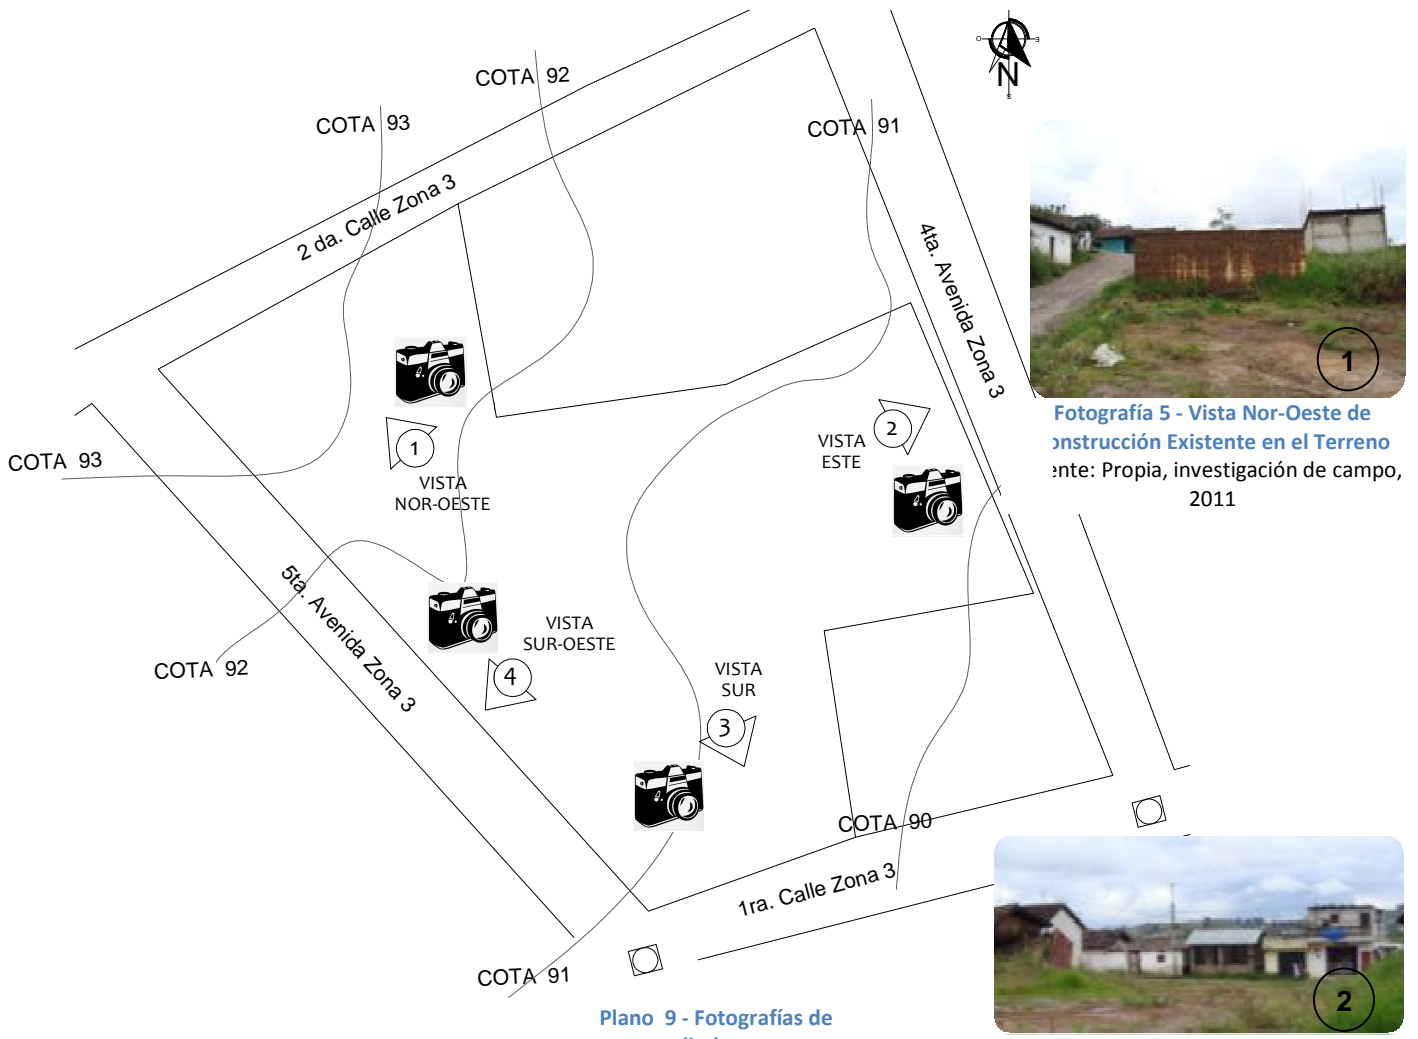 COTA 92
COTA 93
COTA 91
N
2 da. Calle Zona 3
4ta. Avenida Zona 3
1
Fotografía 5 - Vista Nor-Oeste de
onstrucción Existente en el Terreno
ente: Propia, investigación de campo,
2011
1
VISTA
NOR-OESTE
2
VISTA
ESTE
COTA 93
5ta. Avenida Zona 3
VISTA
SUR-OESTE
4
COTA 92
VISTA
SUR
3
COTA 90
1ra. Calle Zona 3
COTA 91
2
Plano 9 - Fotografías de